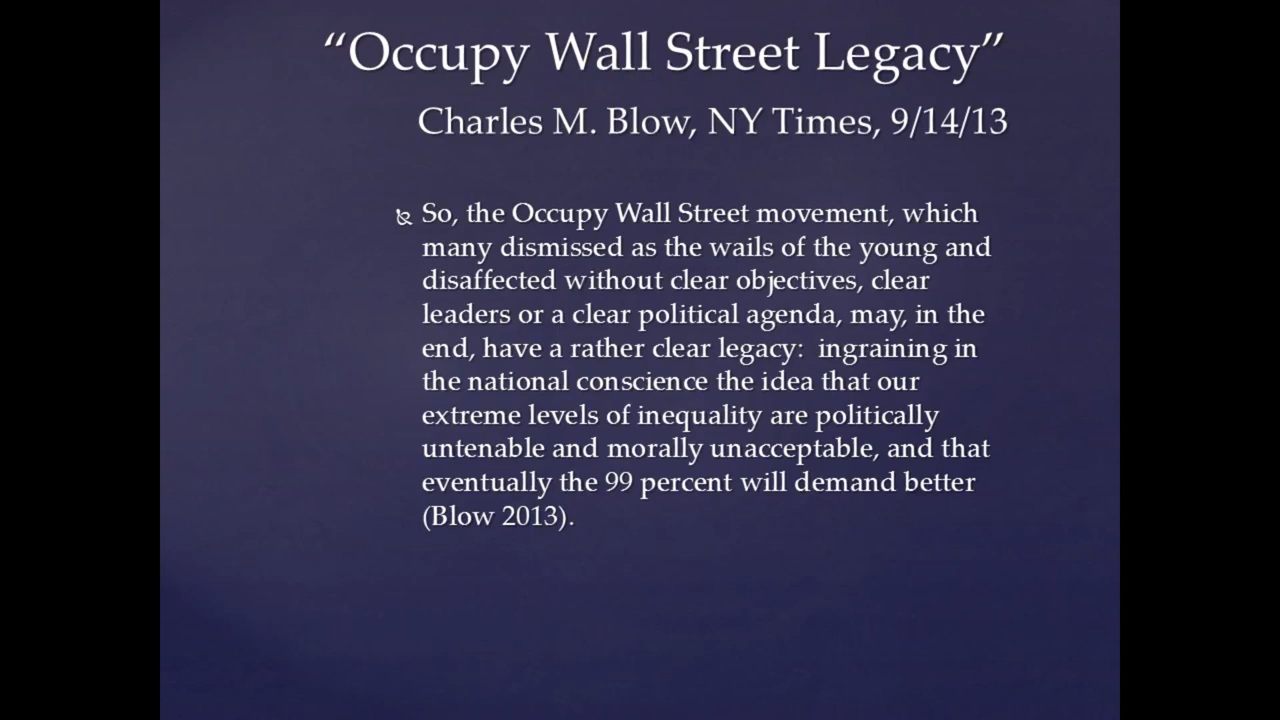 “Occupy Wall Street Legacy”
Charles M. Blow, NY Times, 9/14/13
So, the Occupy Wall Street movement, which
many dismissed as the wails of the young and
disaffected without clear objectives, clear
leaders or a clear political agenda, may, in the
end, have a rather clear legacy:  ingraining in
the national conscience the idea that our
extreme levels of inequality are politically
untenable and morally unacceptable, and that
eventually the 99 percent will demand better
(Blow 2013).